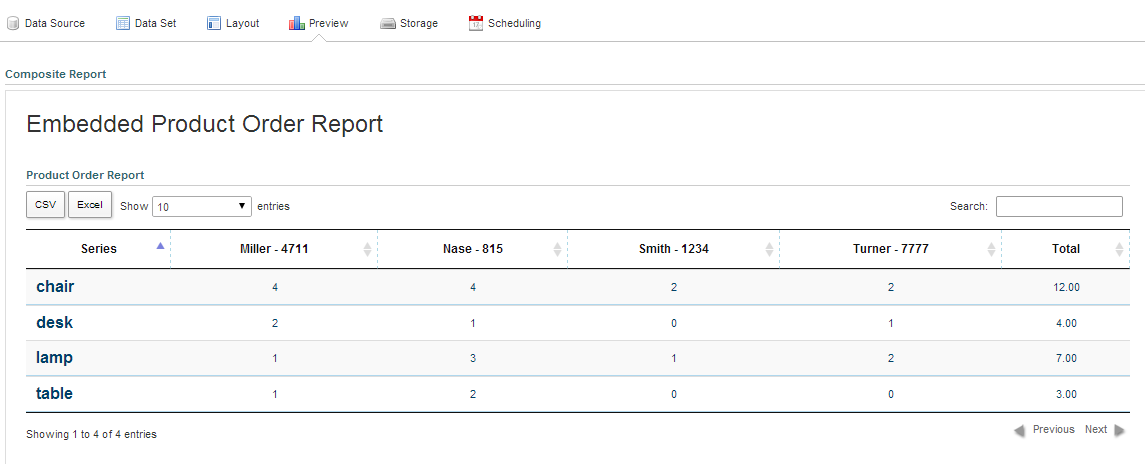 Data Source Data Set Layout Preview Storage Scheduling
Composite Report
Embedded Product Order Report
Product Order Report
CSV Excel Show 10 entries Search:
Series Miller - 4711 Nase - 815 Smith - 1234 Turner - 7777 Total
chair 4 4 2 2 12.00
desk 2 1 0 1 4.00
lamp 1 3 1 2 7.00
table 1 2 0 0 3.00
Showing 1 to 4 of 4 entries Previous Next